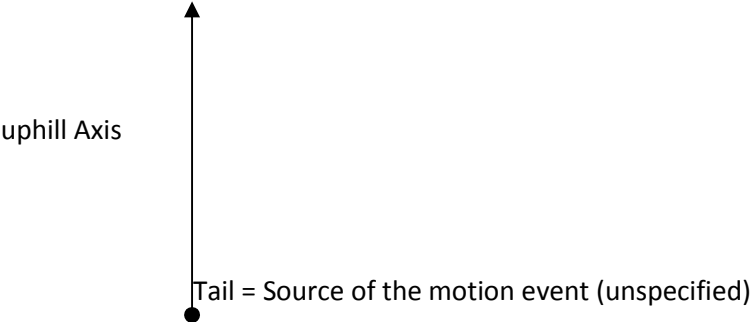 uphill Axis
Tail = Source of the motion event (unspecified)